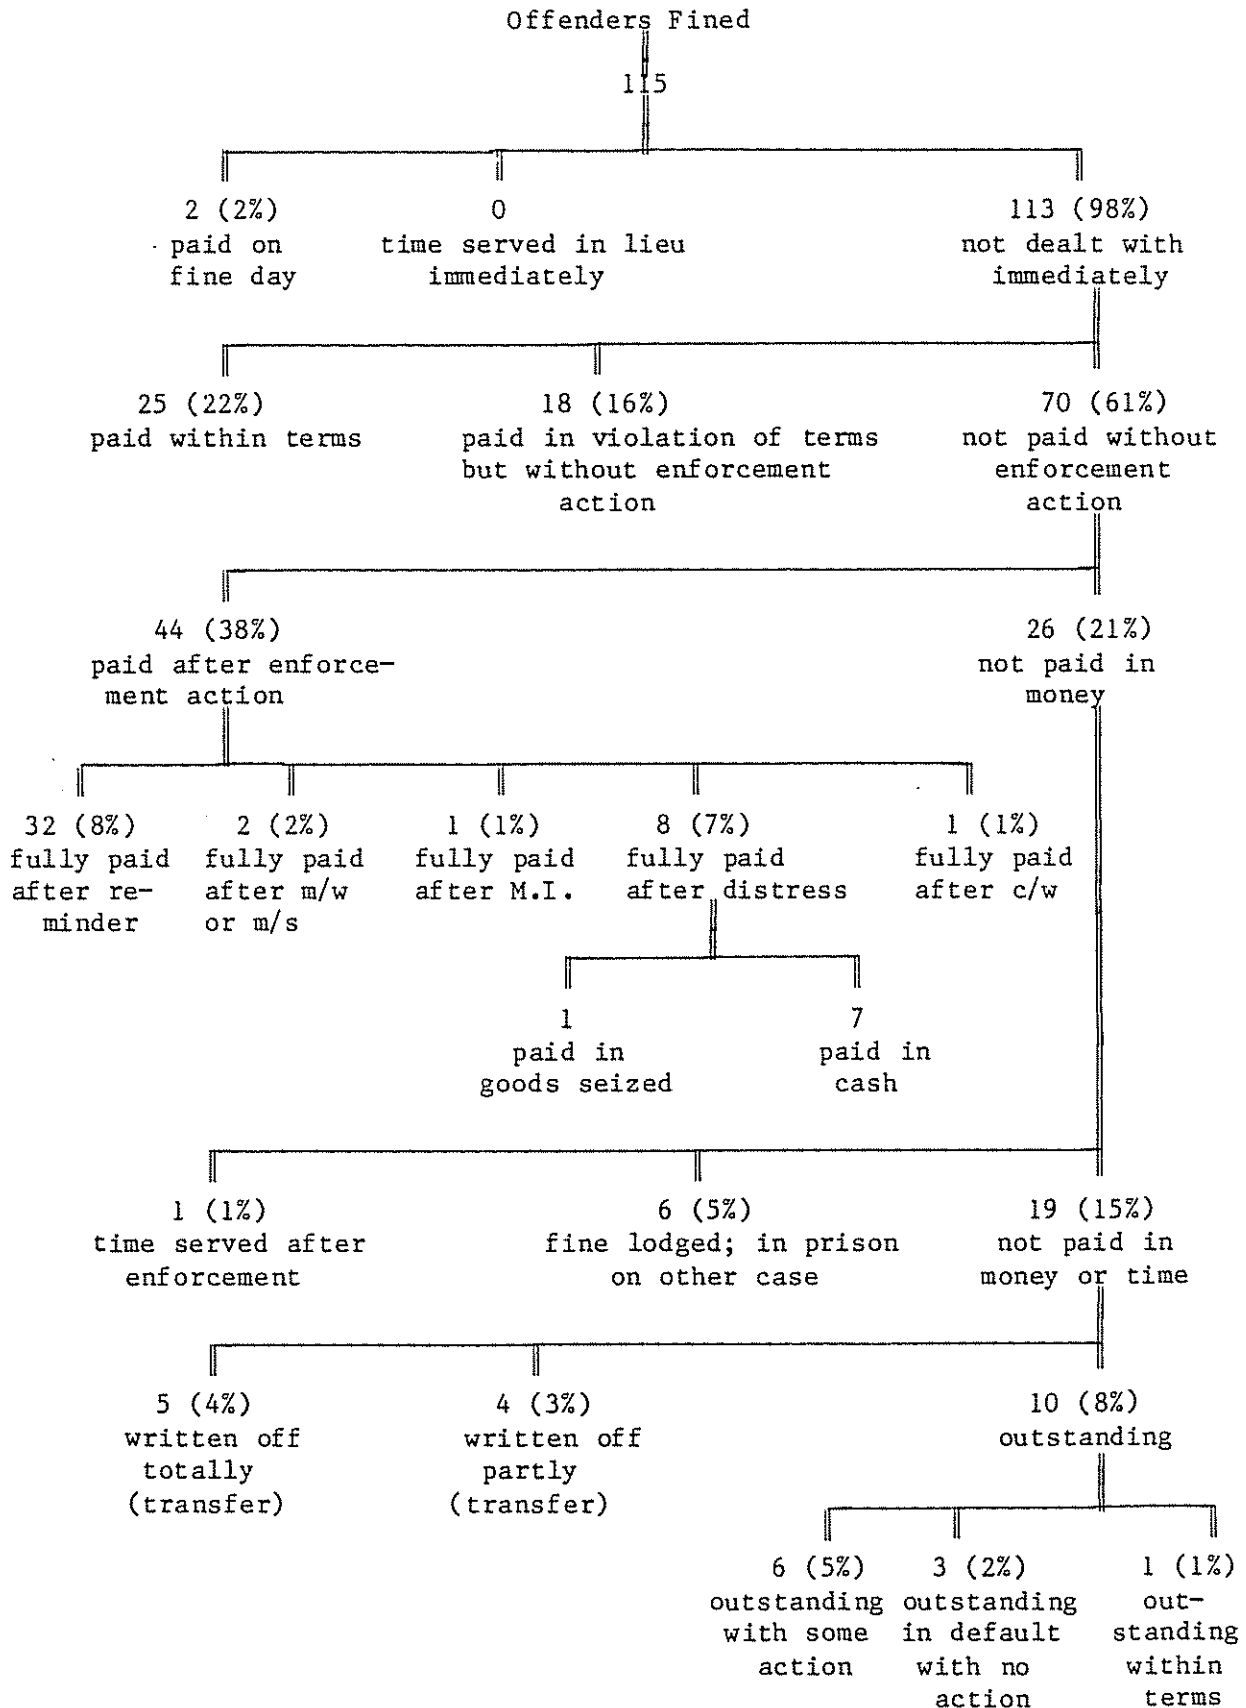 Offenders Fined
115
2 (2%) 0 113 (98%)
paid on time served in lieu not dealt with
fine day immediately immediately
25 (22%) 18 (16%) 70 (61%)
paid within terms paid in violation of terms not paid without
but without enforcement enforcement
action action
44 (38%) 26 (21%)
paid after enforce- not paid in
ment action money
32 (8%) 2 (2%) 1 (1%) 8 (7%) 1 (1%)
fully paid fully paid fully paid fully paid fully paid
after re- after m/w after M.I. after distress after c/w
minder or m/s
1 7
paid in paid in
goods seized cash
1 (1%) 6 (5%) 19 (15%)
time served after fine lodged; in prison not paid in
enforcement on other case money or time
5 (4%) 4 (3%) 10 (8%)
written off written off outstanding
totally partly
(transfer) (transfer)
6 (5%) 3 (2%) 1 (1%)
outstanding outstanding out-
with some in default standing
action with no within
action terms